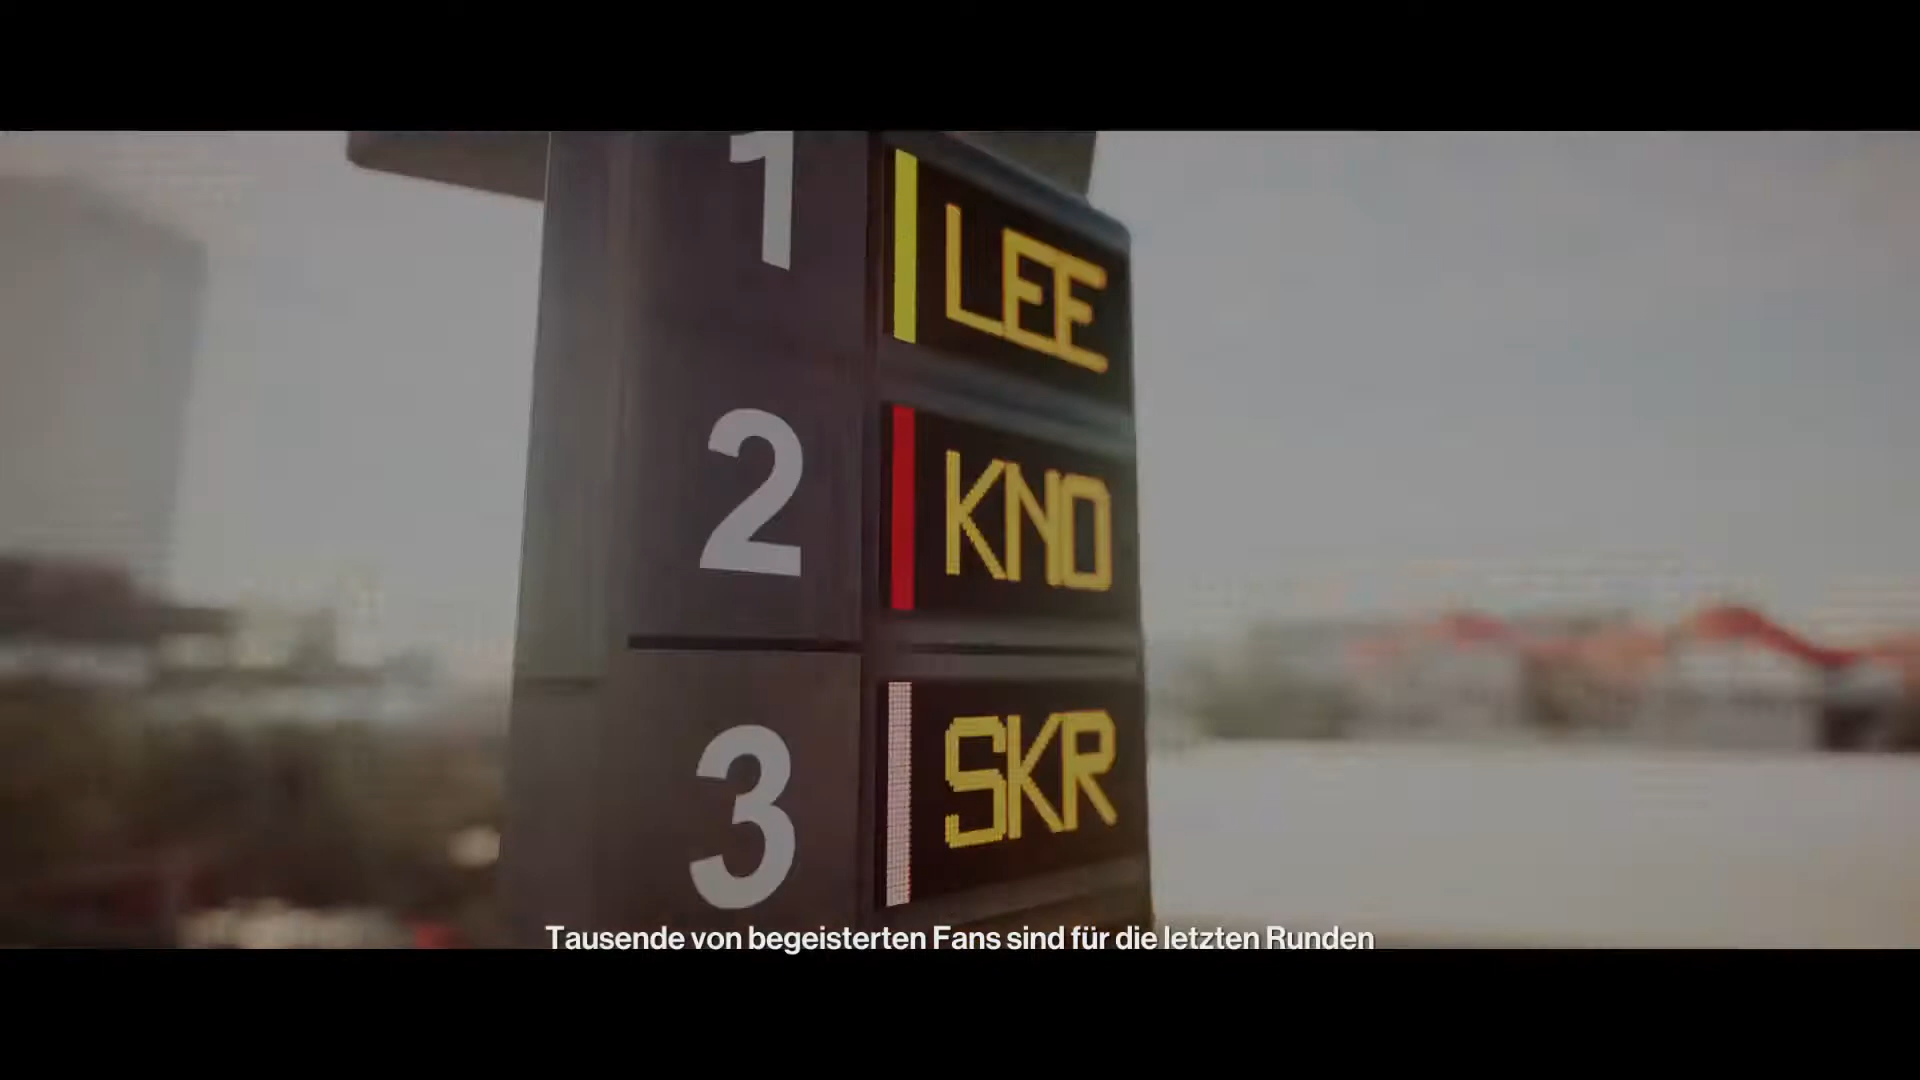 1 LEE
2 KNO
3 SKR
Tausende von begeisterten Fans sind für die letzten Runden